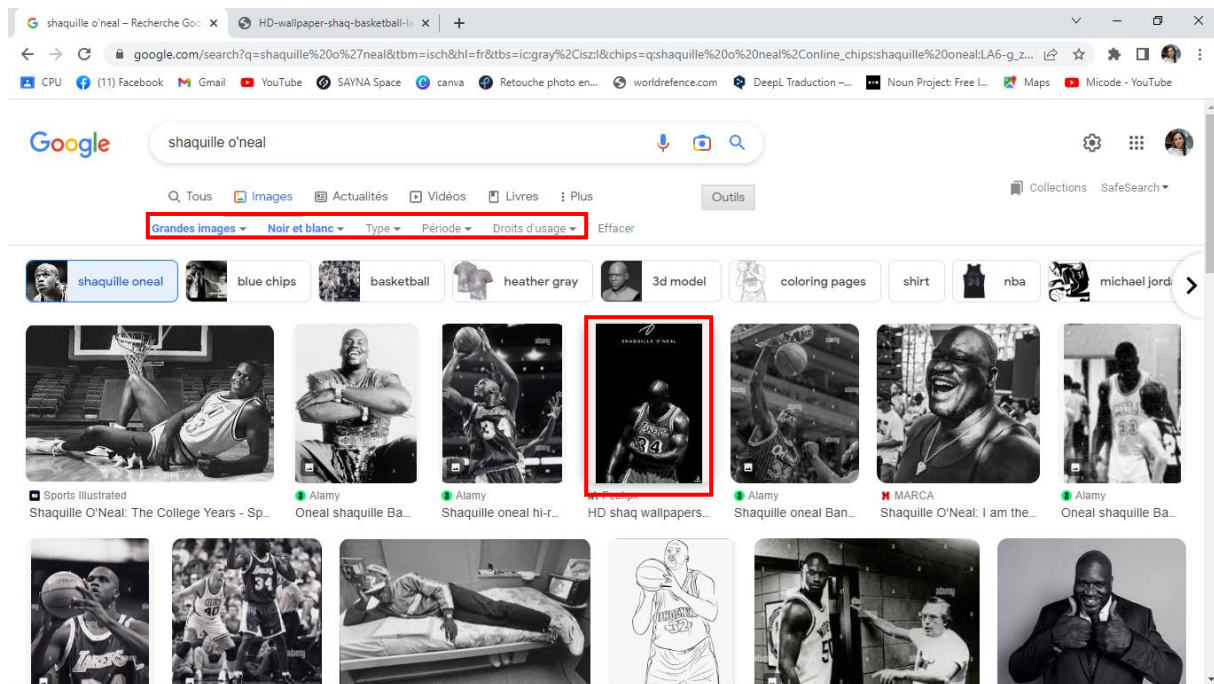 shaquille o'neal – Recherche Goo
HD-wallpaper-shaq-basketball-la
google.com/search?q=shaquille%20o%27neal&tbm=isch&hl=fr&tbs=ic:gray%2Cisz:l&chips=q:shaquille%20o%20neal%2Conline_chips:shaquille%20oneal:LA6-g_z...
CPU (11) Facebook Gmail YouTube SAYNA Space canva Retouche photo en... worldrefence.com DeepL Traduction –... Noun Project: Free I... Maps Micode - YouTube
Google
shaquille o'neal
Tous Images Actualités Vidéos Livres Plus Outils
Collections SafeSearch
Grandes images Noir et blanc Type Période Droits d'usage Effacer
shaquille oneal blue chips basketball heather gray 3d model coloring pages shirt nba michael jord
SHAQUILLE O'NEAL
LAKERS
34
33
Sports Illustrated Alamy Alamy Alamy MARCA Alamy
Shaquille O'Neal: The College Years - Sp... Oneal shaquille Ba... Shaquille oneal hi-r... HD shaq wallpapers... Shaquille oneal Ban... Shaquille O'Neal: I am the... Oneal shaquille Ba...
34
32
alamy